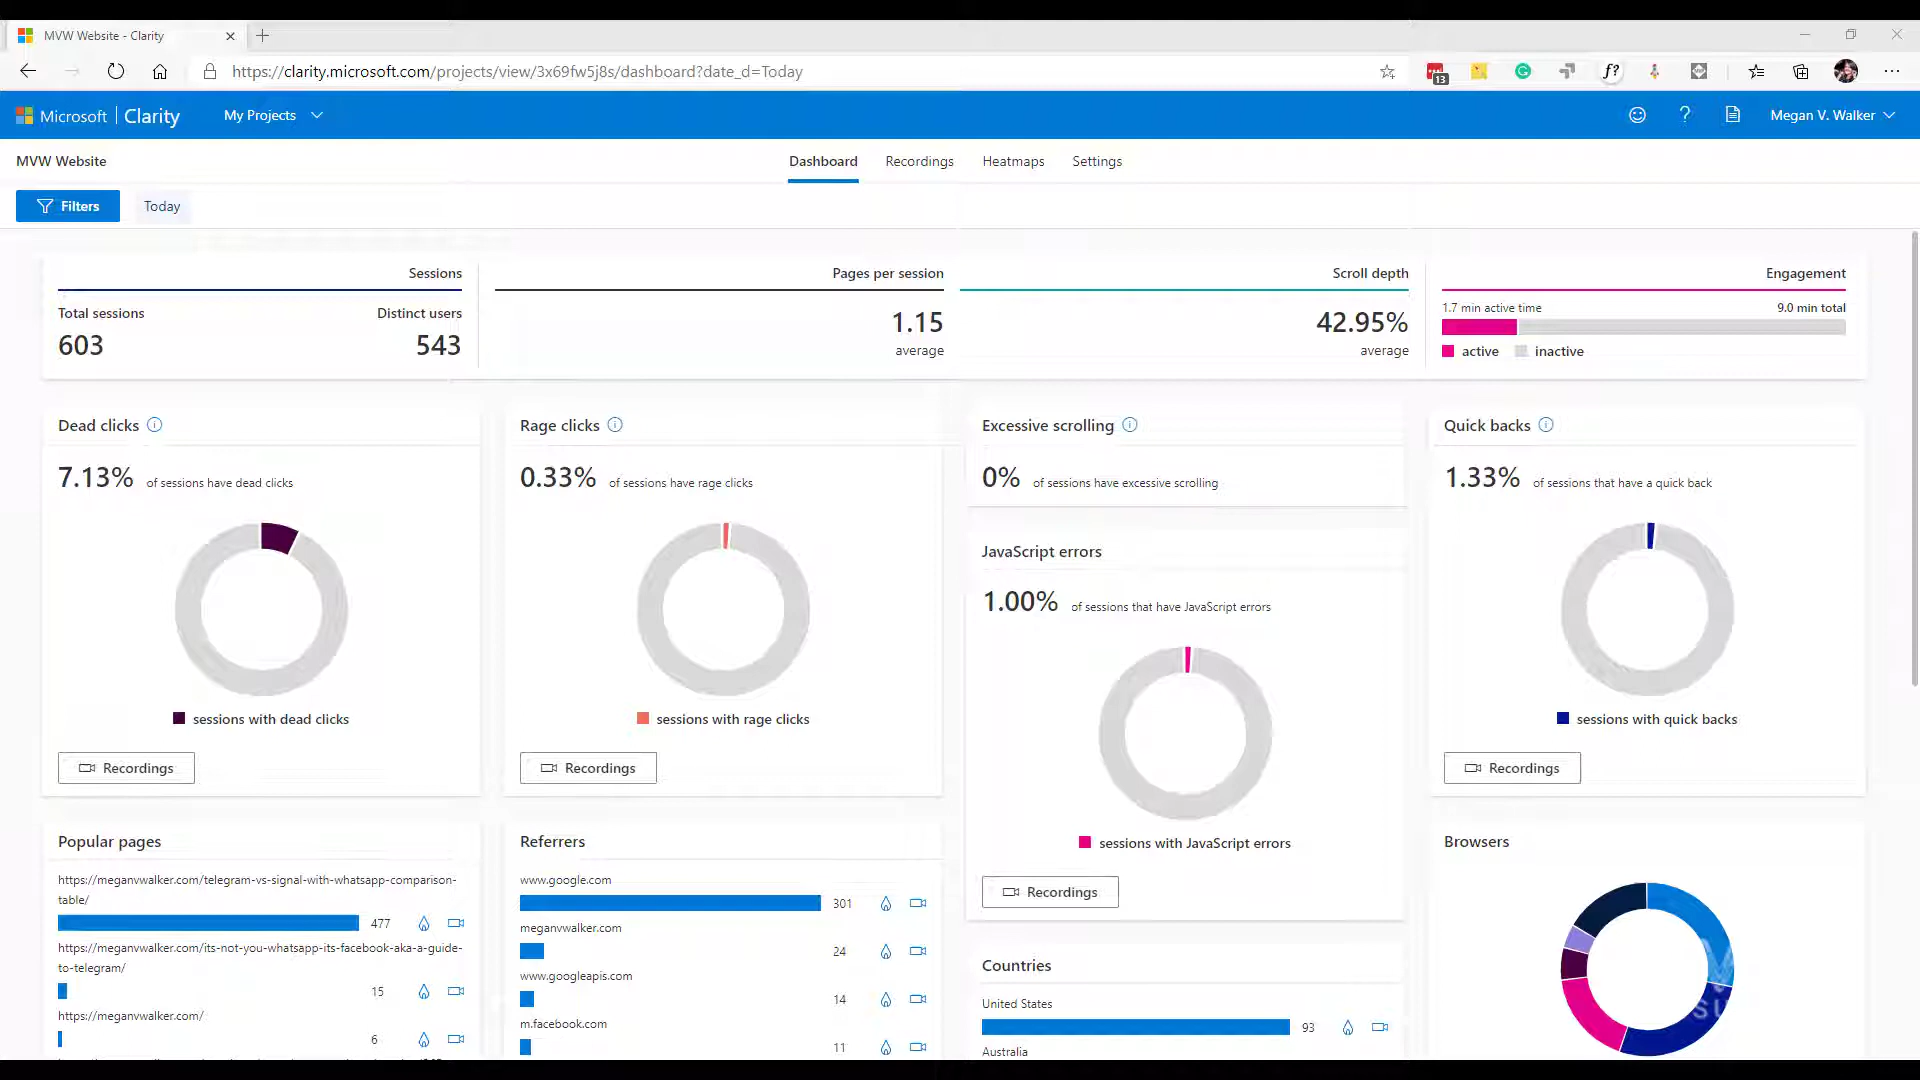 MVW Website - Clarity
https://clarity.microsoft.com/projects/view/3x69fw5j8s/dashboard?date_d=Today
13
f?
Microsoft | Clarity
My Projects
?
Megan V. Walker
MVW Website
Dashboard
Recordings
Heatmaps
Settings
Filters
Today
Sessions
Total sessions
Distinct users
603
543
Pages per session
1.15
average
Scroll depth
42.95%
average
Engagement
1.7 min active time
9.0 min total
active
inactive
Dead clicks
7.13% of sessions have dead clicks
sessions with dead clicks
Recordings
Rage clicks
0.33% of sessions have rage clicks
sessions with rage clicks
Recordings
Excessive scrolling
0% of sessions have excessive scrolling
JavaScript errors
1.00% of sessions that have JavaScript errors
sessions with JavaScript errors
Recordings
Quick backs
1.33% of sessions that have a quick back
sessions with quick backs
Recordings
Popular pages
https://meganvwalker.com/telegram-vs-signal-with-whatsapp-comparison-
table/
477
https://meganvwalker.com/its-not-you-whatsapp-its-facebook-aka-a-guide-
to-telegram/
15
https://meganvwalker.com/
6
Referrers
www.google.com
301
meganvwalker.com
24
www.googleapis.com
14
m.facebook.com
11
Countries
United States
93
Australia
Browsers